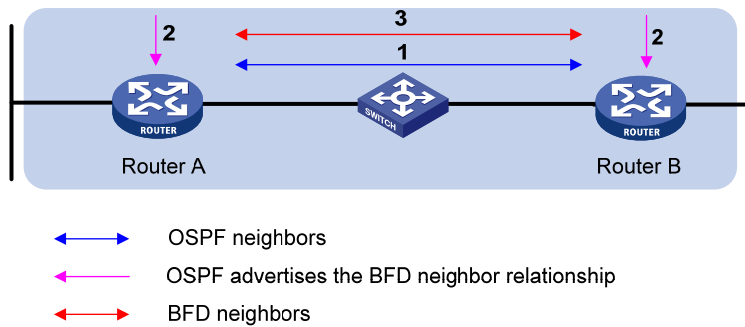 3
2
1
2
ROUTER
SWITCH
ROUTER
Router A
Router B
OSPF neighbors
OSPF advertises the BFD neighbor relationship
BFD neighbors